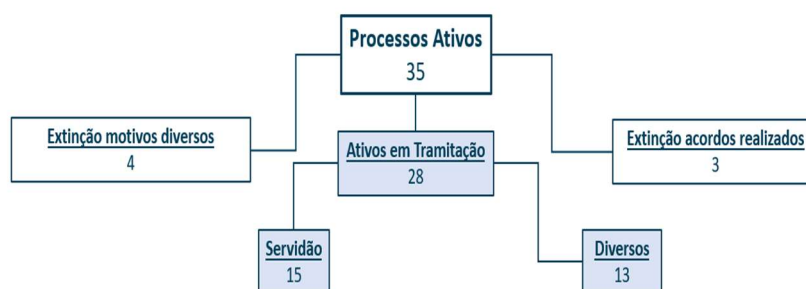 Processos Ativos
35
Extinção motivos diversos
4
Ativos em Tramitação
28
Extinção acordos realizados
3
Servidão
15
Diversos
13